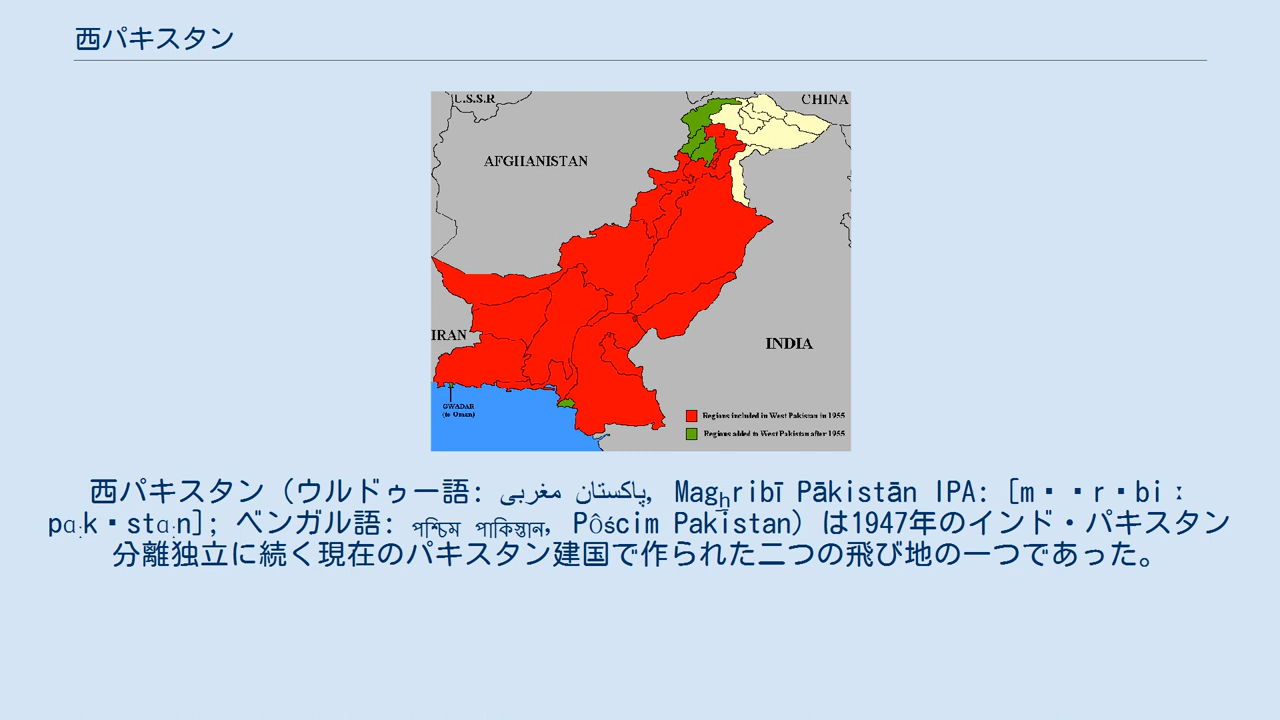 西パキスタン
U.S.S.R
CHINA
AFGHANISTAN
IRAN
INDIA
GWADAR
(to Oman)
Regions included in West Pakistan in 1955
Regions added to West Pakistan after 1955
西パキスタン（ウルドゥー語: پاکستان مغربی, Mag͟hribī Pākistān IPA: [m··r·biː
pɑːk·stɑːn]; ベンガル語: পশ্চিম পাকিস্তান, Pôścim Pakistan）は1947年のインド・パキスタン
分離独立に続く現在のパキスタン建国で作られた二つの飛び地の一つであった。